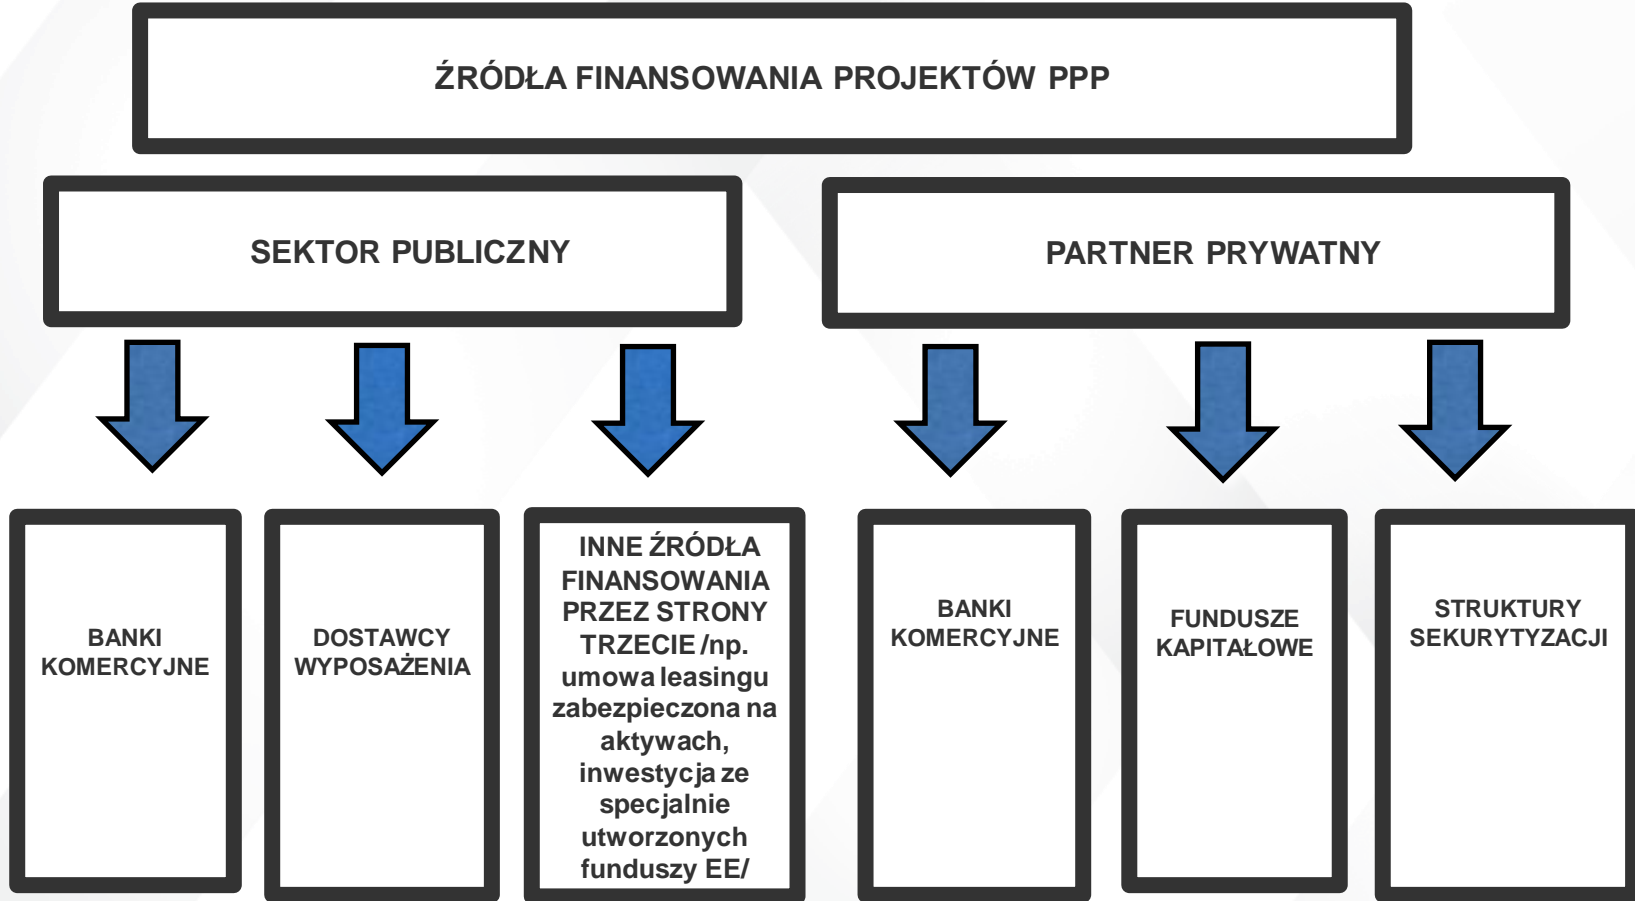 ŹRÓDŁA FINANSOWANIA PROJEKTÓW PPP
SEKTOR PUBLICZNY
PARTNER PRYWATNY
BANKI
KOMERCYJNE
DOSTAWCY
WYPOSAŻENIA
INNE ŹRÓDŁA
FINANSOWANIA
PRZEZ STRONY
TRZECIE /np.
umowa leasingu
zabezpieczona na
aktywach,
inwestycja ze
specjalnie
utworzonych
funduszy EE/
BANKI
KOMERCYJNE
FUNDUSZE
KAPITAŁOWE
STRUKTURY
SEKURYTYZACJI